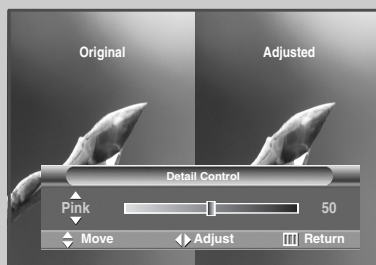 Original Adjusted
Detail Control
Pink 50
Move Adjust Return